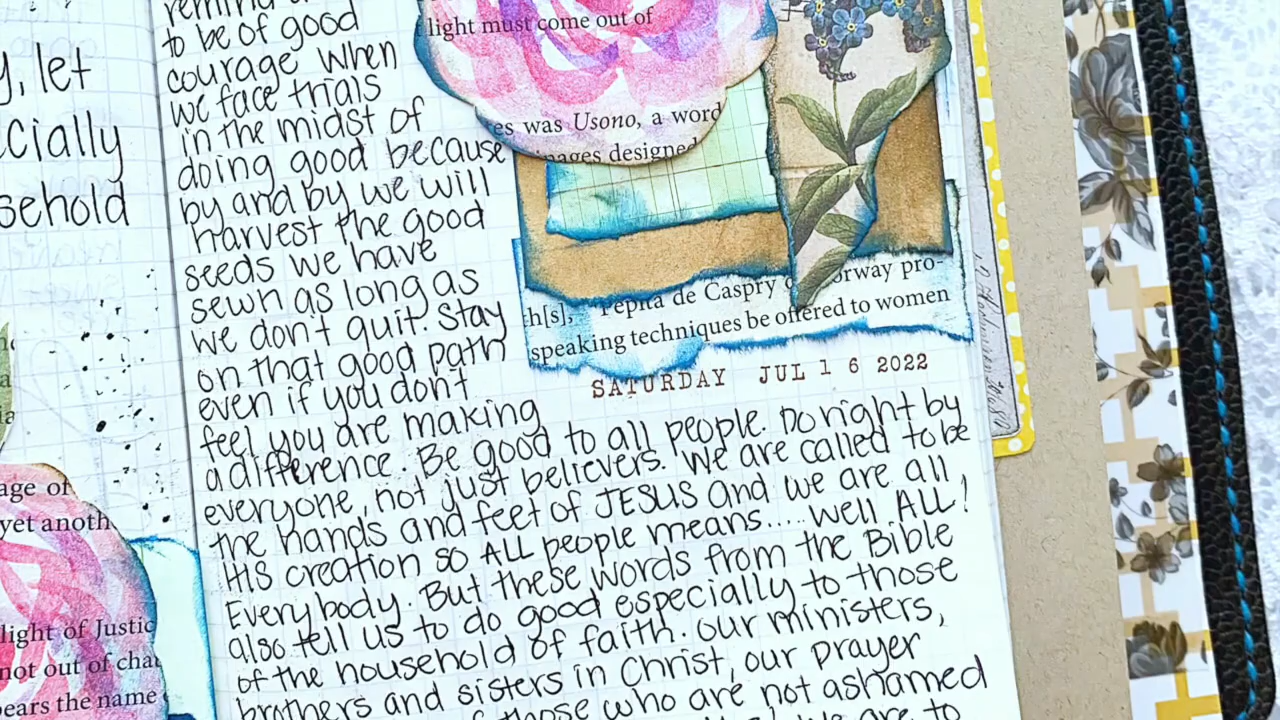 y, let
cially
sehold
age of
yet anoth
light of Justic
not out of cha
ears the name
to be of good
courage when
we face trials
in the midst of
doing good because
by and by we will
harvest the good
seeds we have
sewn as long as
we don't quit. Stay
on that good path
even if you don't
feel you are making
a difference. Be good to all people. Do right by
everyone, not just believers. We are called to be
the hands and feet of JESUS and we are all
HIS creation so ALL people means.... well ALL!
Everybody. But these words from the Bible
also tell us to do good especially to those
of the household of faith. Our ministers,
brothers and sisters in Christ, our prayer
those who are not ashamed
we are to
light must come out of
es was Usono, a word
ages designed
h[s], Pepita de Caspry orway pro-
speaking techniques be offered to women
SATURDAY JUL 16 2022